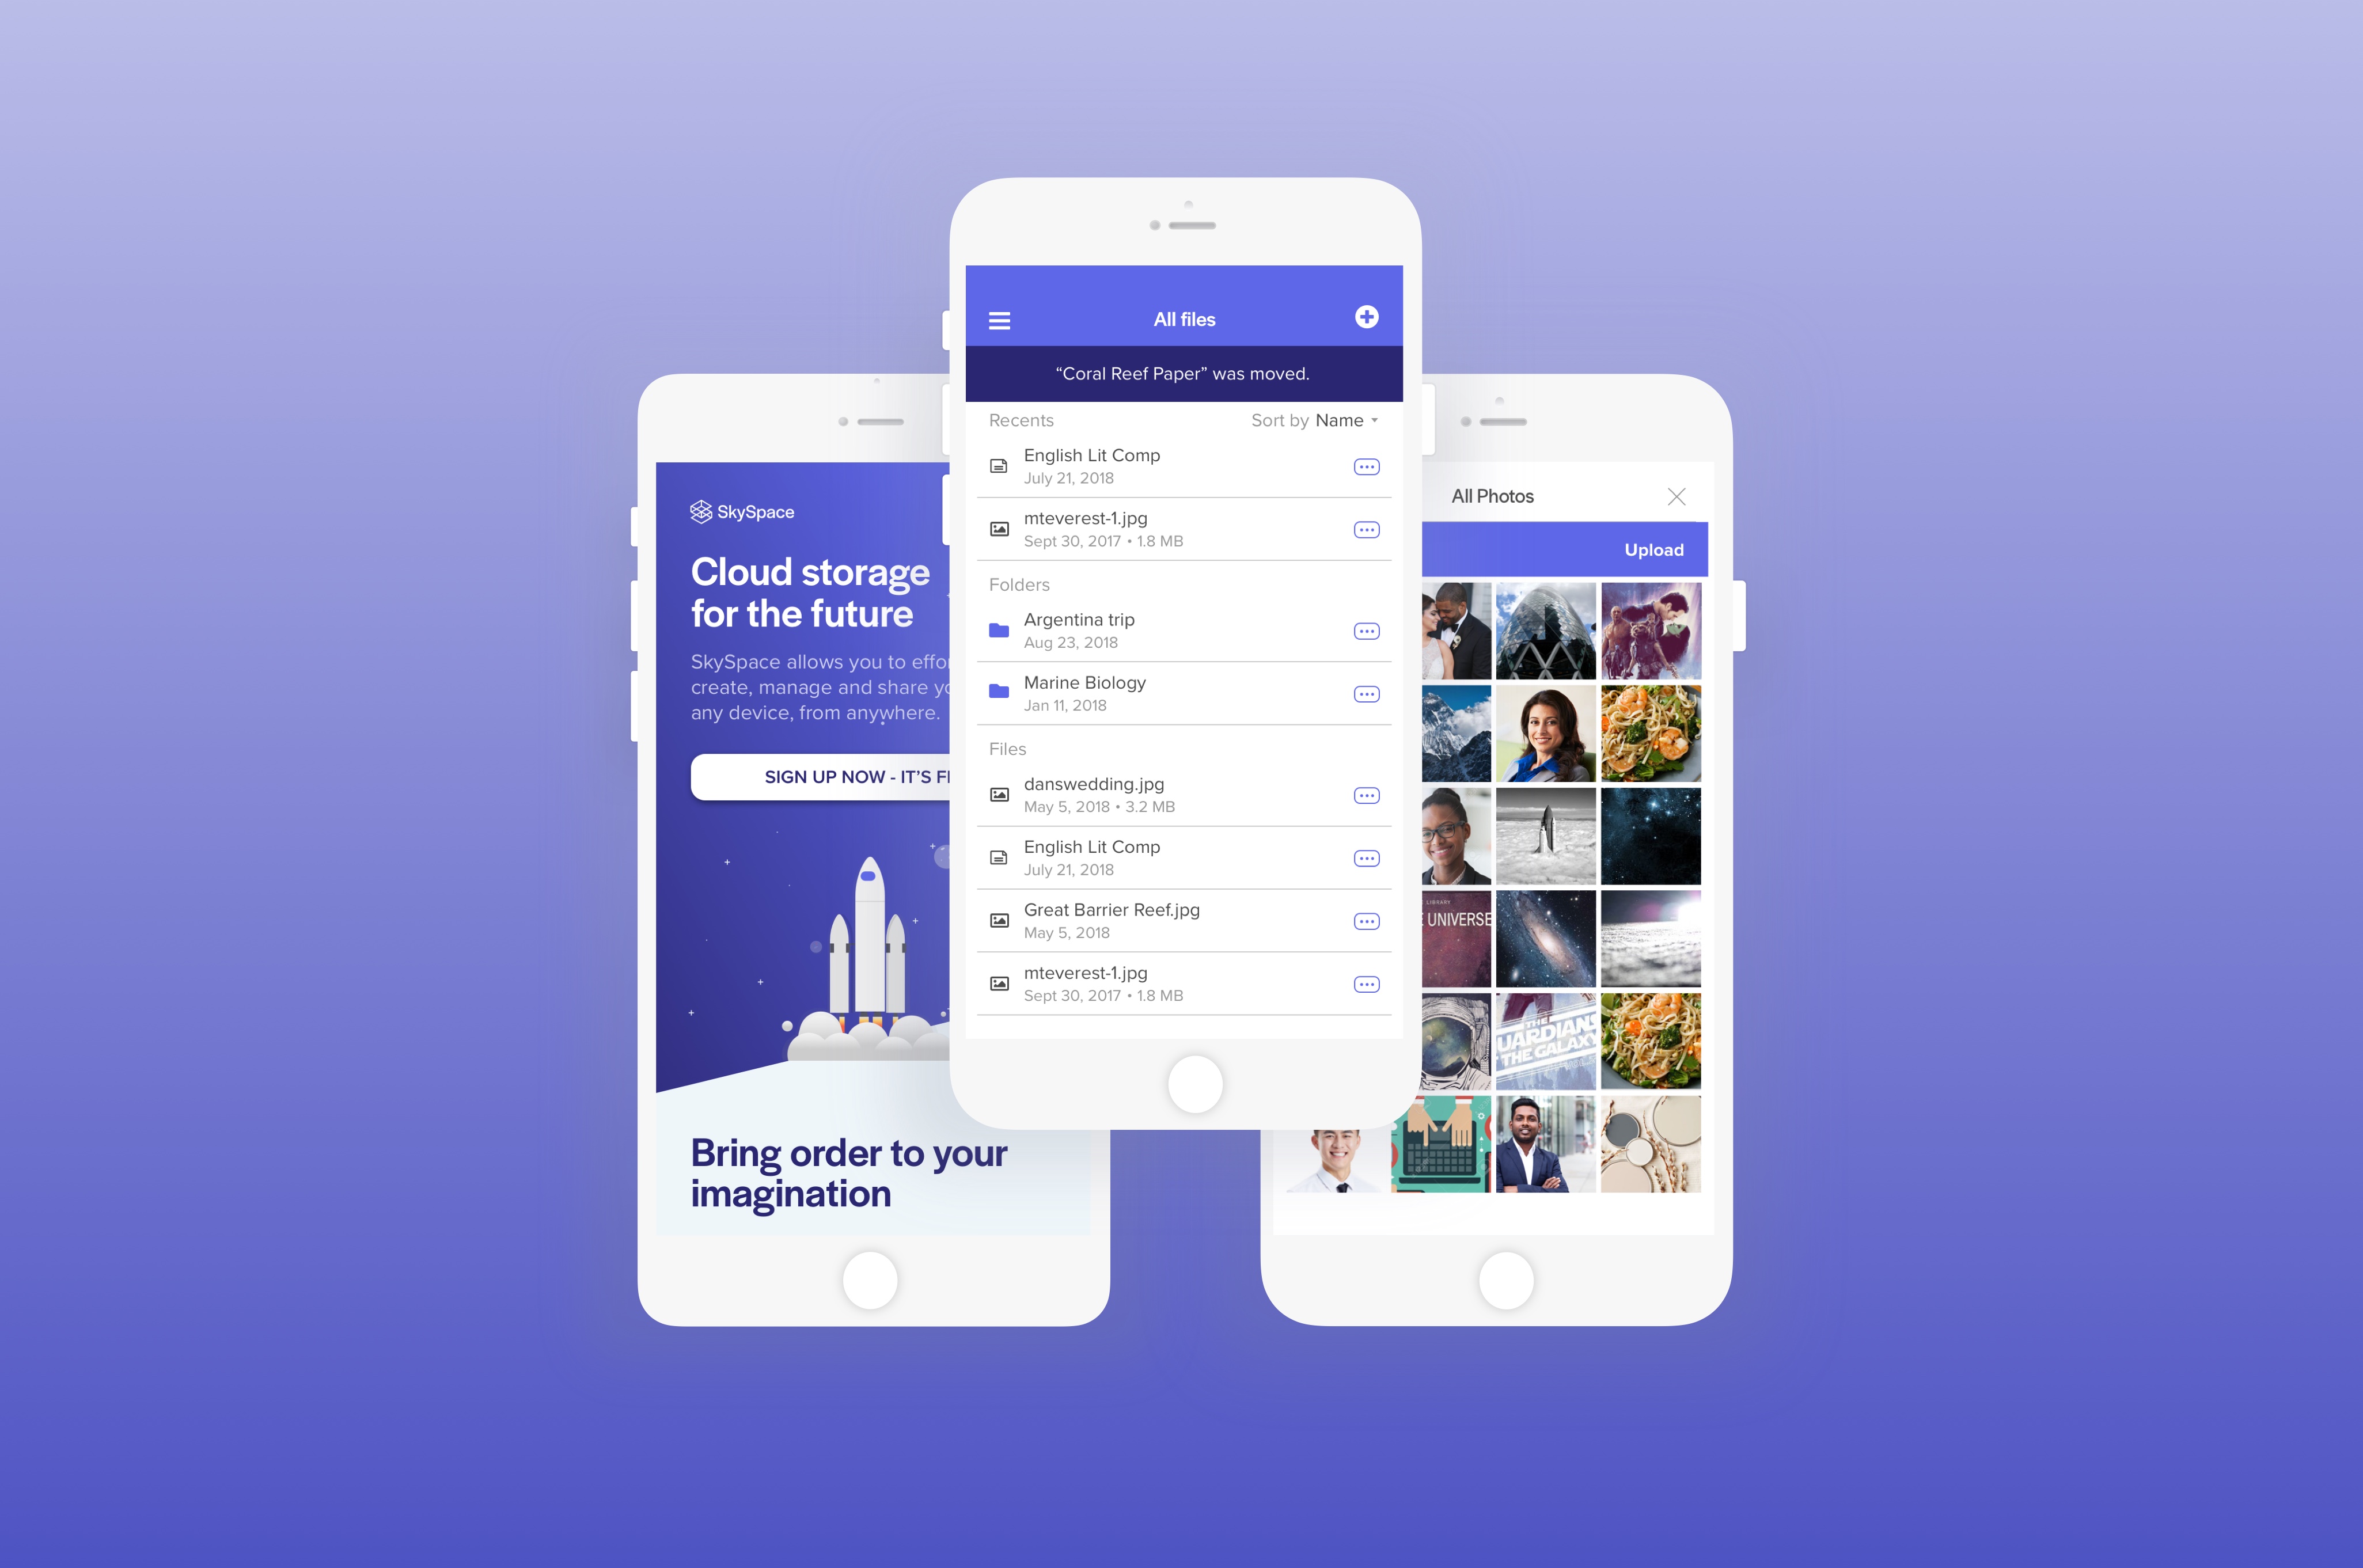 SkySpace
Cloud storage
for the future
SkySpace allows you to
create, manage and share
any device, from anywhere.
SIGN UP NOW - IT'S
Bring order to your
imagination
All files
“Coral Reef Paper” was moved.
Recents
Sort by Name
English Lit Comp
July 21, 2018
mteverest-1.jpg
Sept 30, 2017 • 1.8 MB
Folders
Argentina trip
Aug 23, 2018
Marine Biology
Jan 11, 2018
Files
danswedding.jpg
May 5, 2018 • 3.2 MB
English Lit Comp
July 21, 2018
Great Barrier Reef.jpg
May 5, 2018
mteverest-1.jpg
Sept 30, 2017 • 1.8 MB
All Photos
Upload
LIBRARY
UNIVERSE
THE
UARDIANS
THE GALAXY